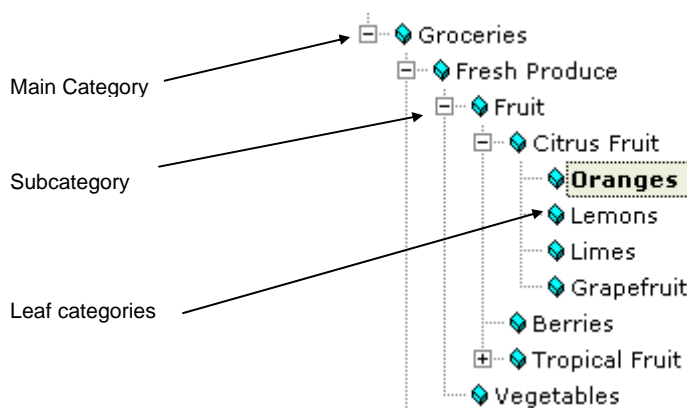 Groceries
Main Category
Fresh Produce
Fruit
Citrus Fruit
Subcategory
Oranges
Lemons
Limes
Leaf categories
Grapefruit
Berries
Tropical Fruit
Vegetables